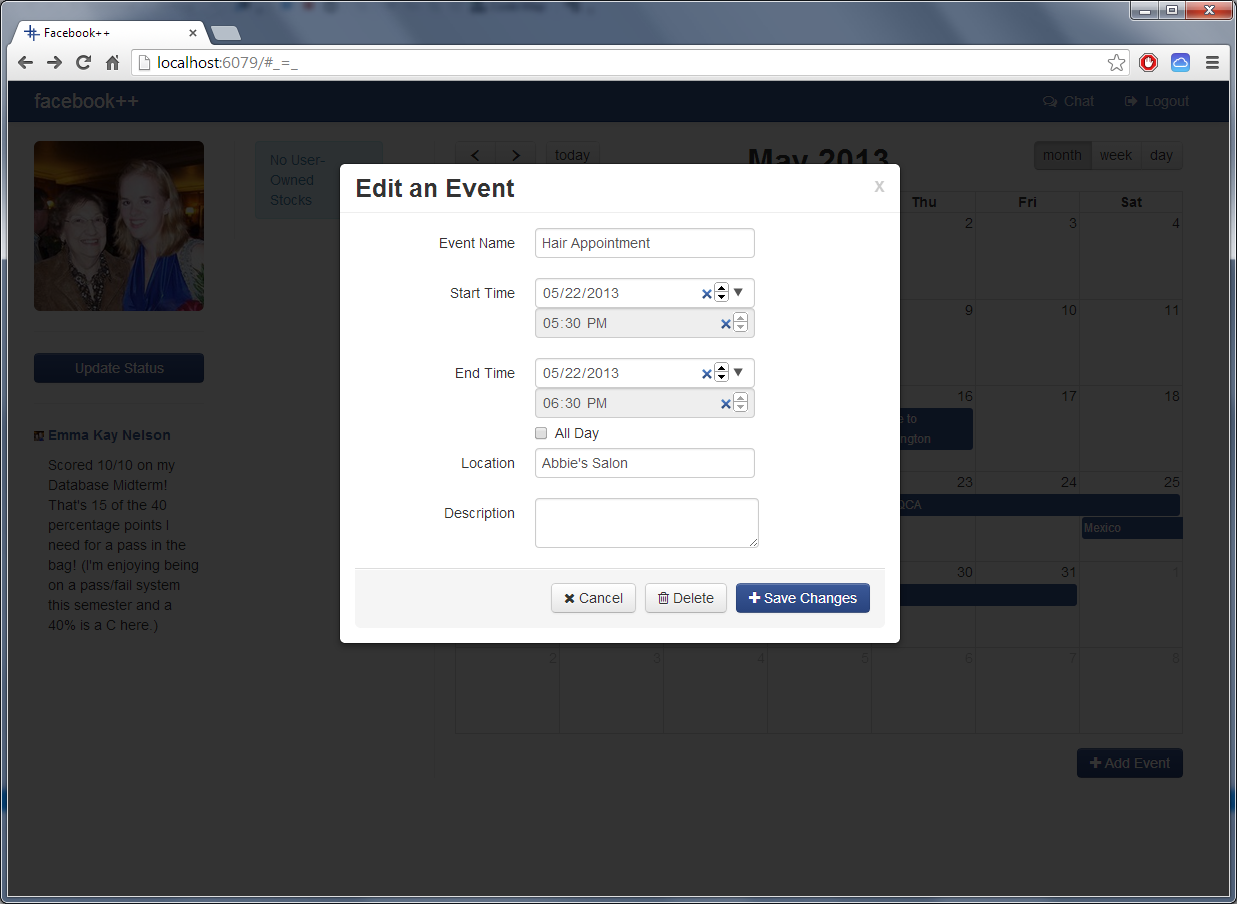 Facebook++
localhost:6079/#_=_
facebook++
Chat
Logout
Update Status
Emma Kay Nelson
Scored 10/10 on my
Database Midterm!
That's 15 of the 40
percentage points I
need for a pass in the
bag! (I'm enjoying being
on a pass/fail system
this semester and a
40% is a C here.)
No User-
Owned
Stocks
today
May 2013
month
week
day
Thu
Fri
Sat
2
3
4
9
10
11
16
17
18
to
ngton
23
24
25
QCA
Mexico
30
31
1
2
3
4
5
6
7
8
Add Event
Edit an Event
x
Event Name
Hair Appointment
Start Time
05/22/2013
05:30 PM
End Time
05/22/2013
06:30 PM
All Day
Location
Abbie's Salon
Description
Cancel
Delete
Save Changes